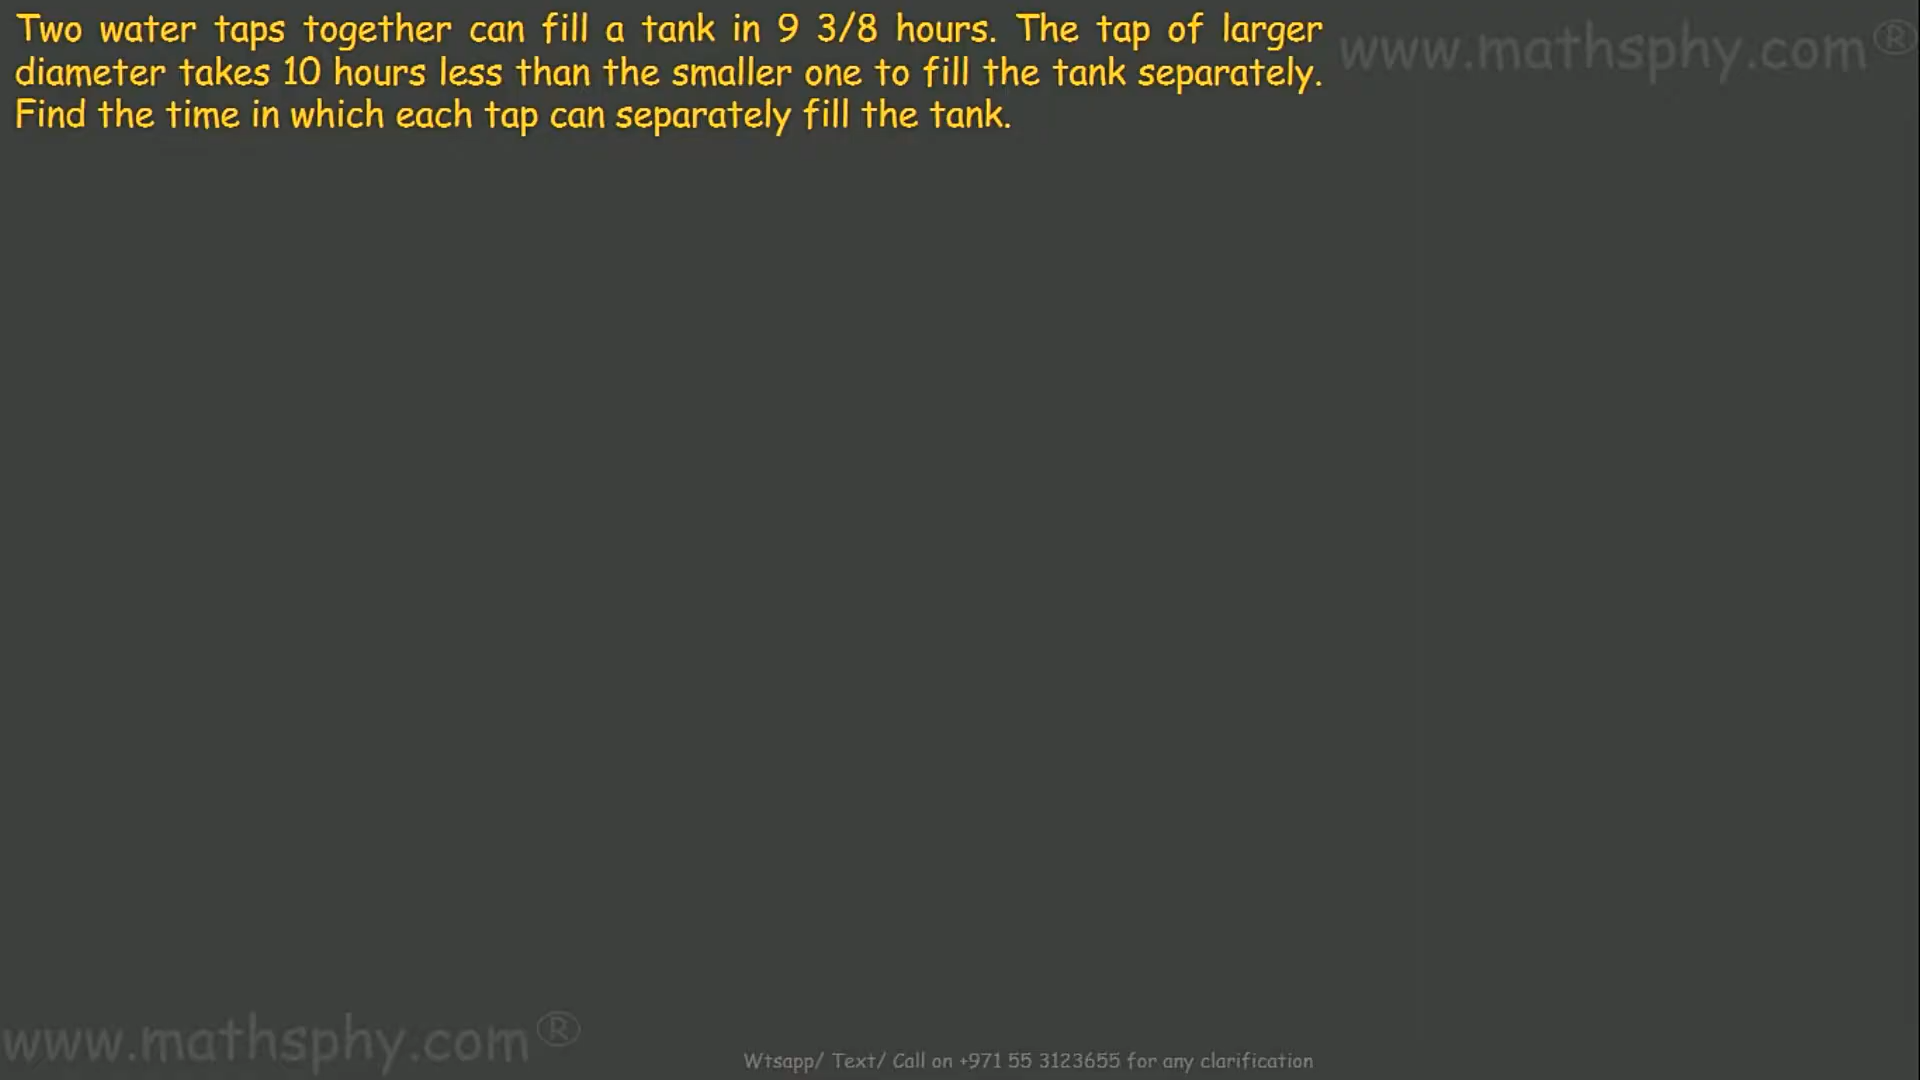 Two water taps together can fill a tank in 9 3/8 hours. The tap of larger
diameter takes 10 hours less than the smaller one to fill the tank separately.
Find the time in which each tap can separately fill the tank.
www.mathsphy.com®
www.mathsphy.com®
Wtsapp/ Text/ Call on +971 55 3123655 for any clarification